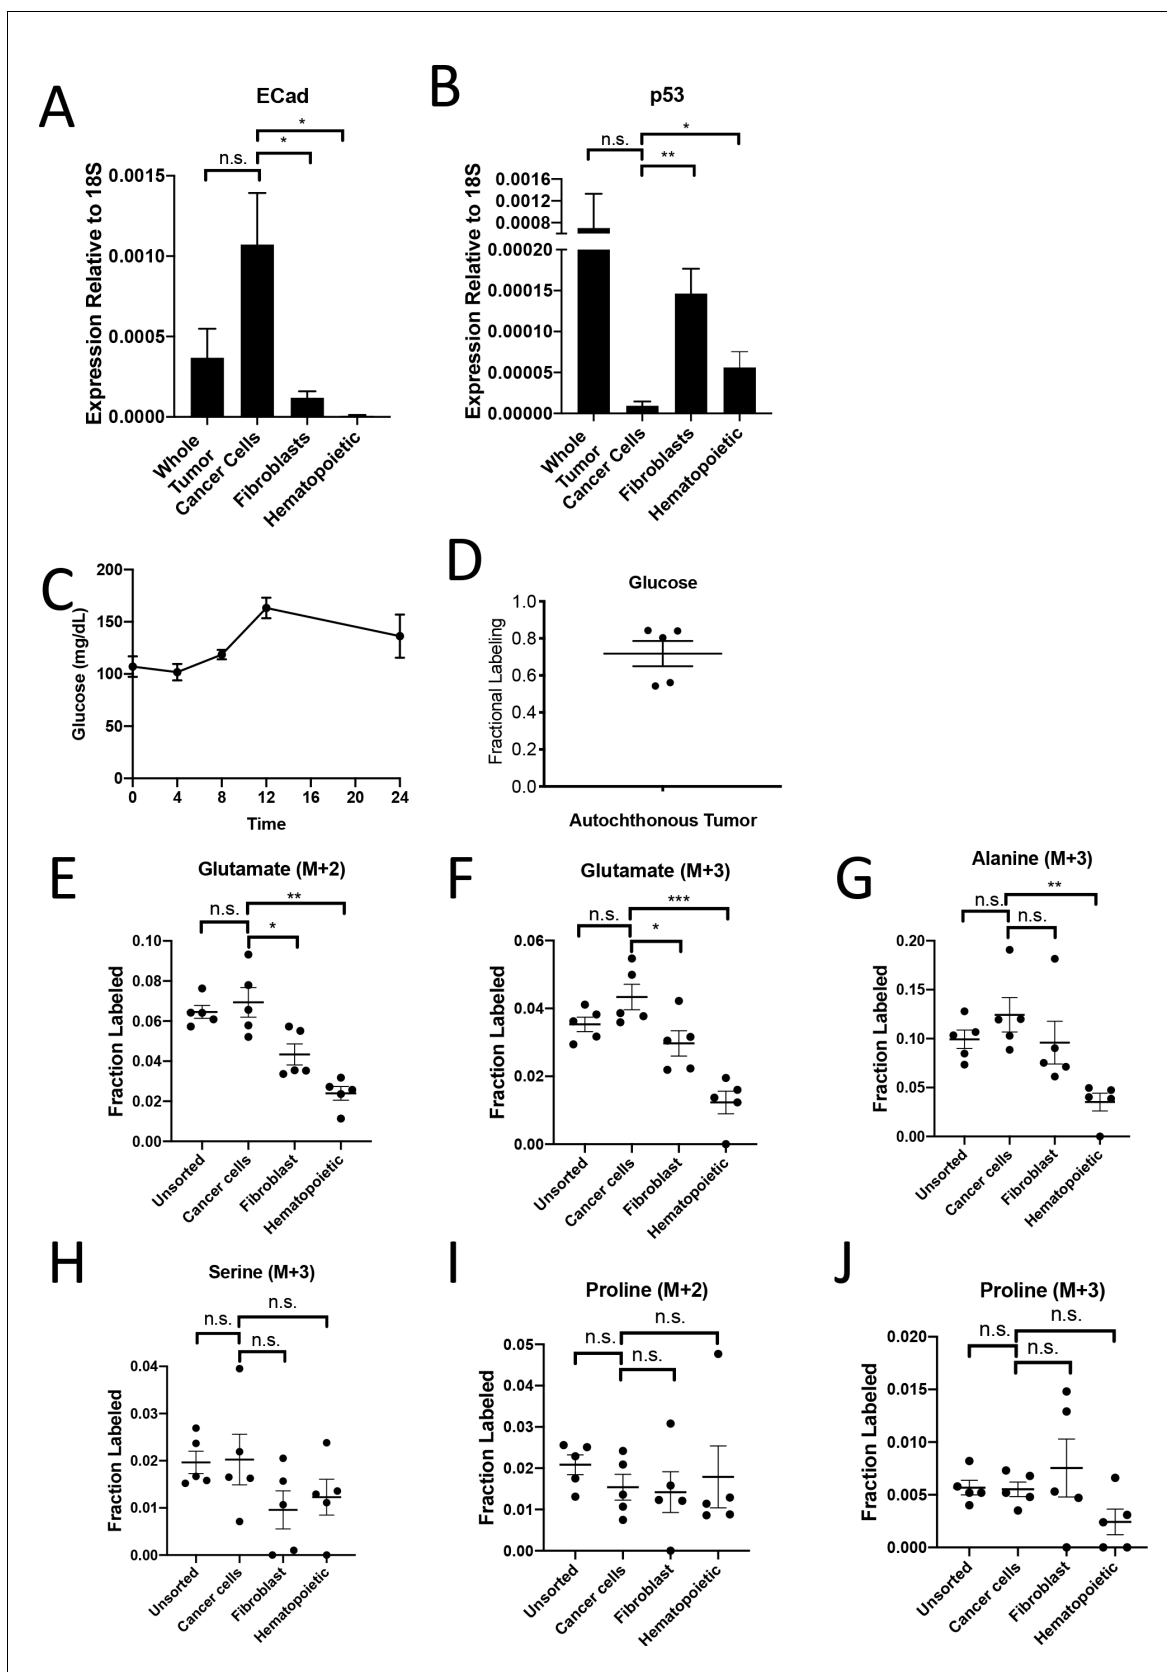 A
ECad
*
*
n.s.
Expression Relative to 18S
0.0015
0.0010
0.0005
0.0000
Whole
Tumor
Cancer Cells
Fibroblasts
Hematopoietic
B
p53
*
n.s.
**
Expression Relative to 18S
0.0016
0.0012
0.0008
0.00020
0.00015
0.00010
0.00005
0.00000
Whole
Tumor
Cancer Cells
Fibroblasts
Hematopoietic
C
Glucose (mg/dL)
200
150
100
50
0
0 4 8 12 16 20 24
Time
D
Glucose
Fractional Labeling
1.0
0.8
0.6
0.4
0.2
0.0
Autochthonous Tumor
E
Glutamate (M+2)
**
n.s.
*
Fraction Labeled
0.10
0.08
0.06
0.04
0.02
0.00
Unsorted
Cancer cells
Fibroblast
Hematopoietic
F
Glutamate (M+3)
***
n.s.
*
Fraction Labeled
0.06
0.04
0.02
0.00
Unsorted
Cancer cells
Fibroblast
Hematopoietic
G
Alanine (M+3)
**
n.s.
n.s.
Fraction Labeled
0.20
0.15
0.10
0.05
0.00
Unsorted
Cancer cells
Fibroblast
Hematopoietic
H
Serine (M+3)
n.s.
n.s.
n.s.
Fraction Labeled
0.04
0.03
0.02
0.01
0.00
Unsorted
Cancer cells
Fibroblast
Hematopoietic
I
Proline (M+2)
n.s.
n.s.
n.s.
Fraction Labeled
0.05
0.04
0.03
0.02
0.01
0.00
Unsorted
Cancer cells
Fibroblast
Hematopoietic
J
Proline (M+3)
n.s.
n.s.
n.s.
Fraction Labeled
0.020
0.015
0.010
0.005
0.000
Unsorted
Cancer cells
Fibroblast
Hematopoietic